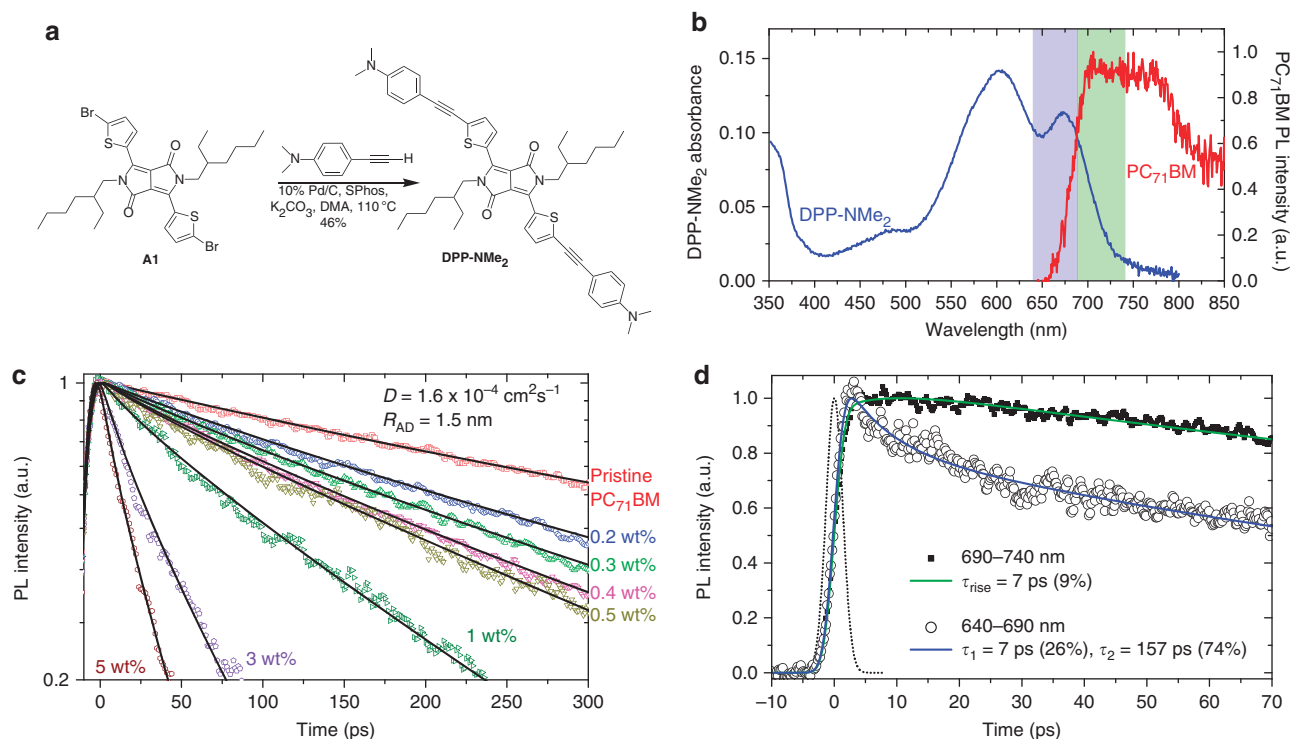 a
Br
S
O
N
N
O
S
Br
A1
N
H
10% Pd/C, SPhos,
K₂CO₃, DMA, 110 °C
46%
N
S
O
N
N
O
S
N
DPP-NMe₂
b
DPP-NMe₂ absorbance
0.15
0.10
0.05
0.00
DPP-NMe₂
PC₇₁BM
1.0
0.8
0.6
0.4
0.2
0.0
PC₇₁BM PL intensity (a.u.)
350 400 450 500 550 600 650 700 750 800 850
Wavelength (nm)
c
PL intensity (a.u.)
1
0.2
D = 1.6 x 10⁻⁴ cm²s⁻¹
R_AD = 1.5 nm
Pristine
PC₇₁BM
0.2 wt%
0.3 wt%
0.4 wt%
0.5 wt%
1 wt%
3 wt%
5 wt%
0 50 100 150 200 250 300
Time (ps)
d
PL intensity (a.u.)
1.0
0.8
0.6
0.4
0.2
0.0
690–740 nm
τrise = 7 ps (9%)
640–690 nm
τ₁ = 7 ps (26%), τ₂ = 157 ps (74%)
−10 0 10 20 30 40 50 60 70
Time (ps)